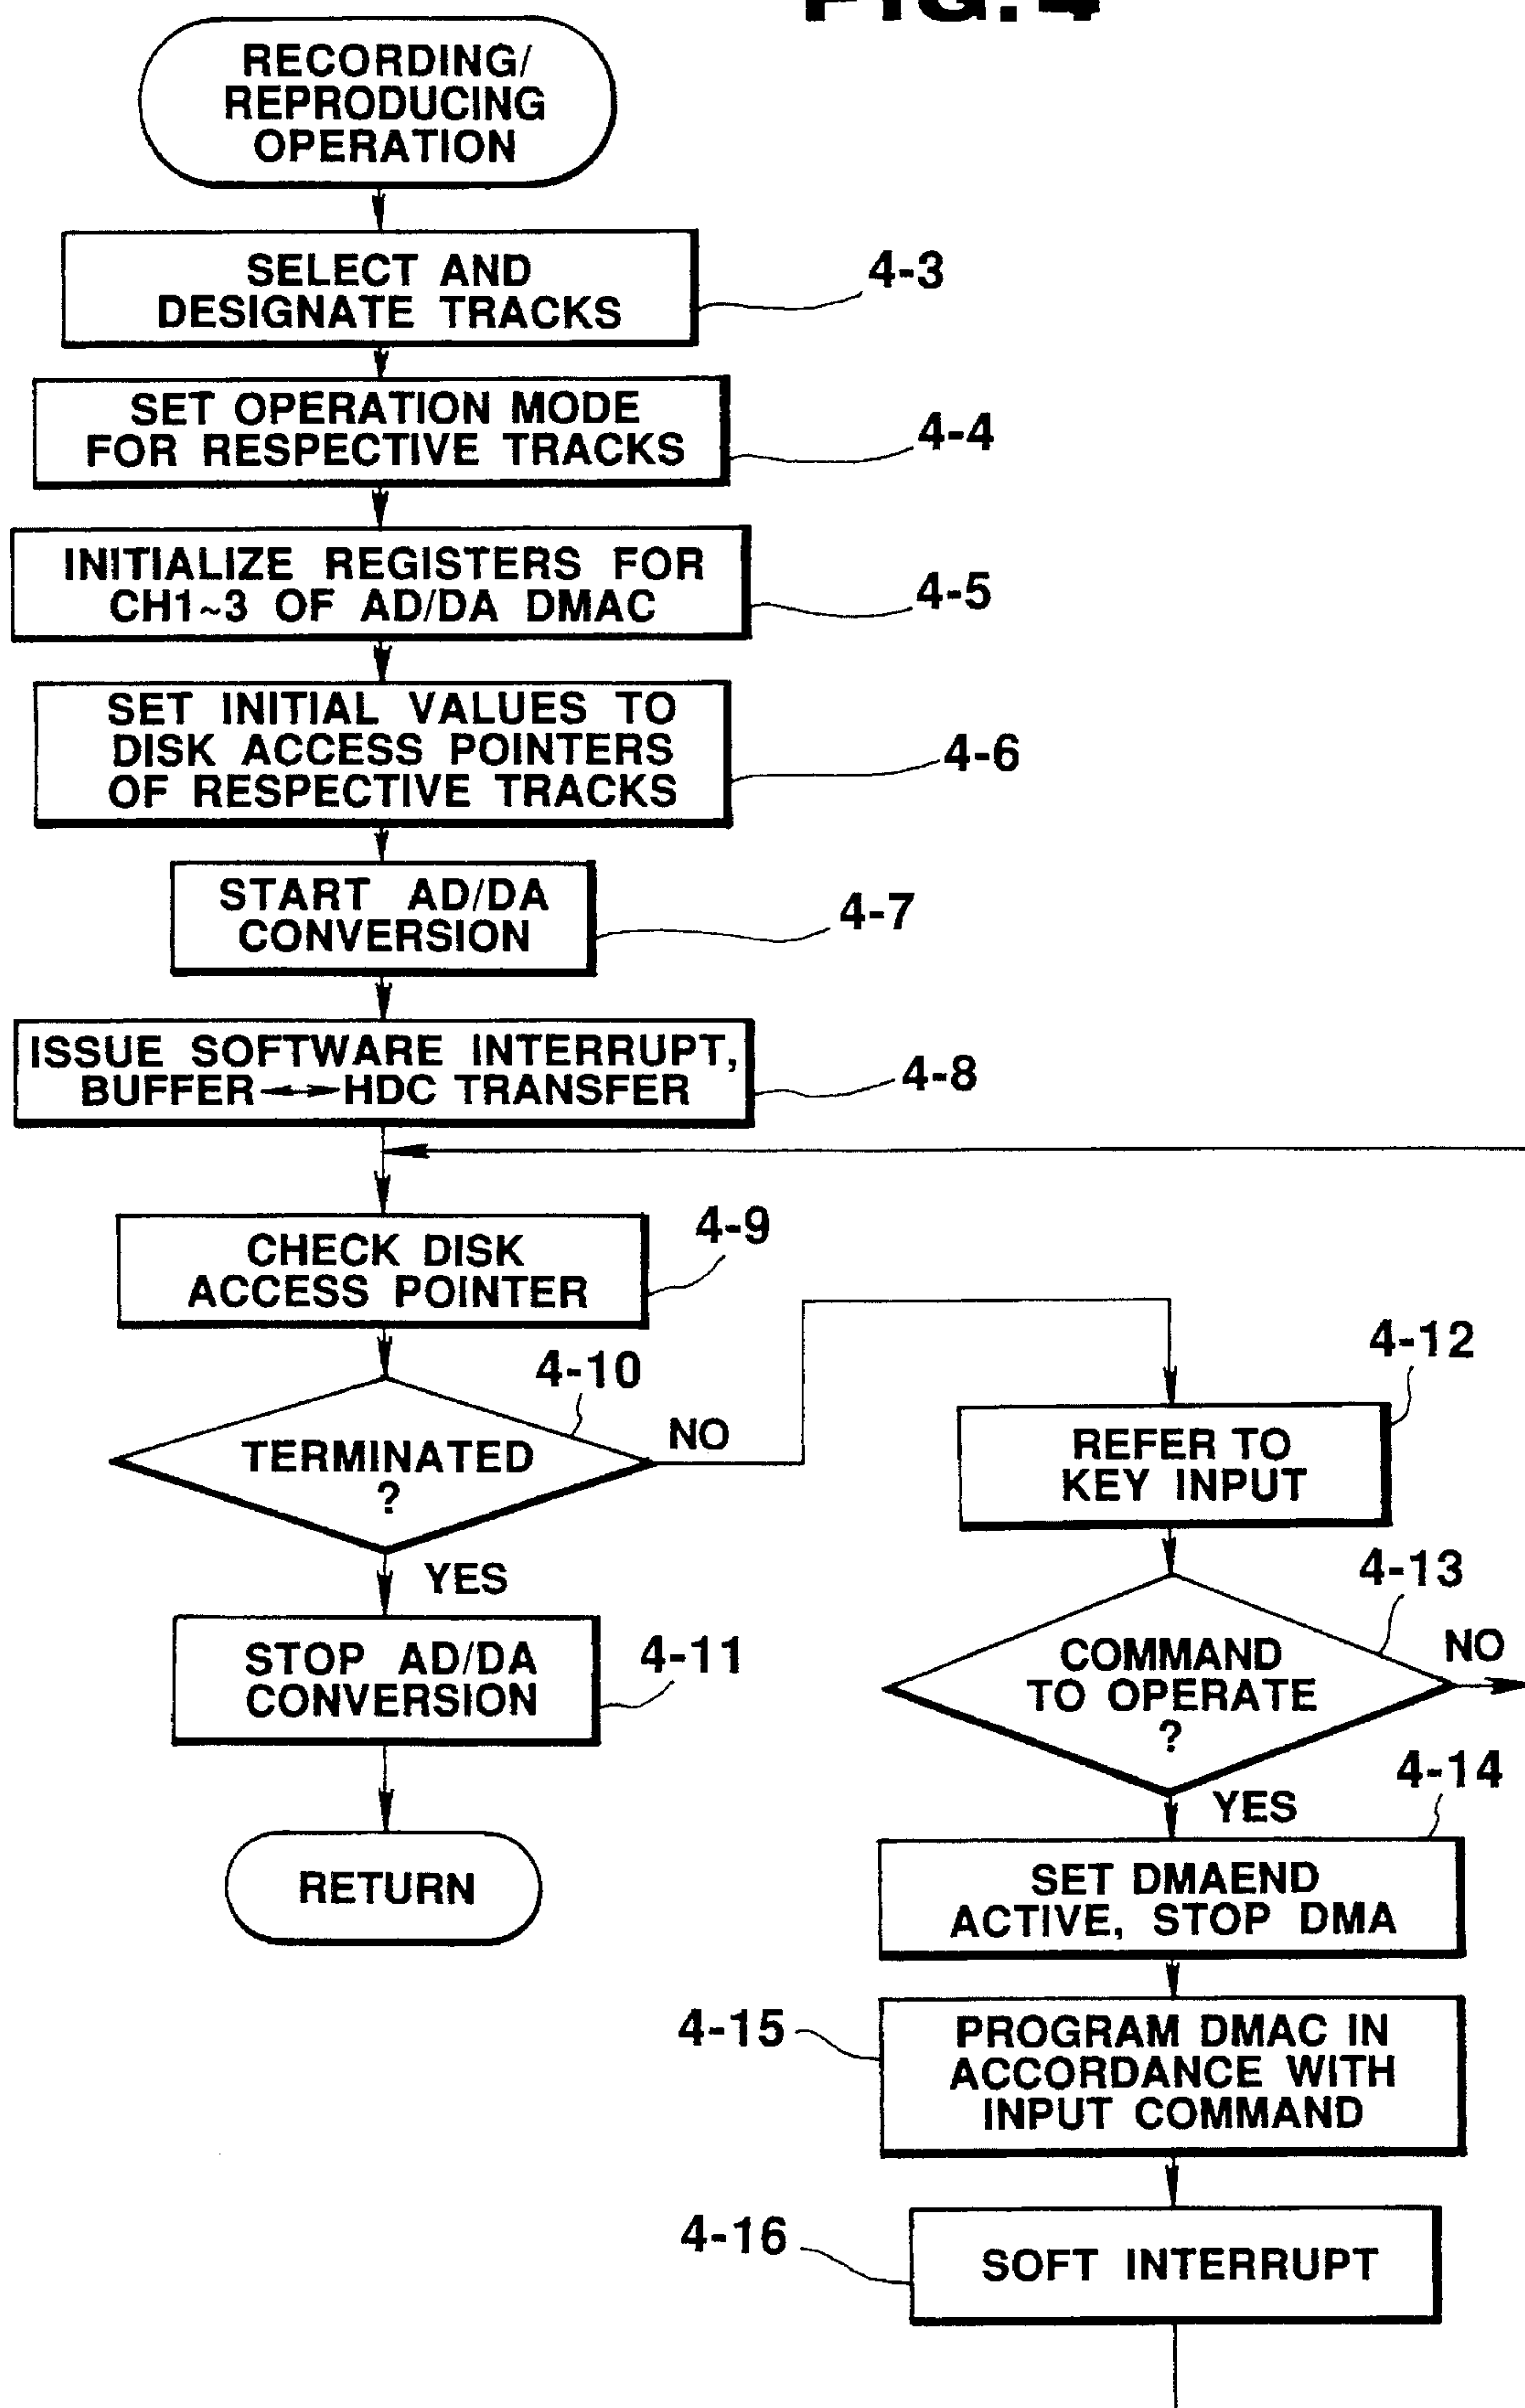 FIG. 4
RECORDING/
REPRODUCING
OPERATION
SELECT AND
DESIGNATE TRACKS
4-3
SET OPERATION MODE
FOR RESPECTIVE TRACKS
4-4
INITIALIZE REGISTERS FOR
CH1~3 OF AD/DA DMAC
4-5
SET INITIAL VALUES TO
DISK ACCESS POINTERS
OF RESPECTIVE TRACKS
4-6
START AD/DA
CONVERSION
4-7
ISSUE SOFTWARE INTERRUPT,
BUFFER↔HDC TRANSFER
4-8
CHECK DISK
ACCESS POINTER
4-9
TERMINATED
?
4-10
NO
YES
STOP AD/DA
CONVERSION
4-11
RETURN
4-12
REFER TO
KEY INPUT
4-13
COMMAND
TO OPERATE
?
NO
YES
4-14
SET DMAEND
ACTIVE, STOP DMA
4-15
PROGRAM DMAC IN
ACCORDANCE WITH
INPUT COMMAND
4-16
SOFT INTERRUPT